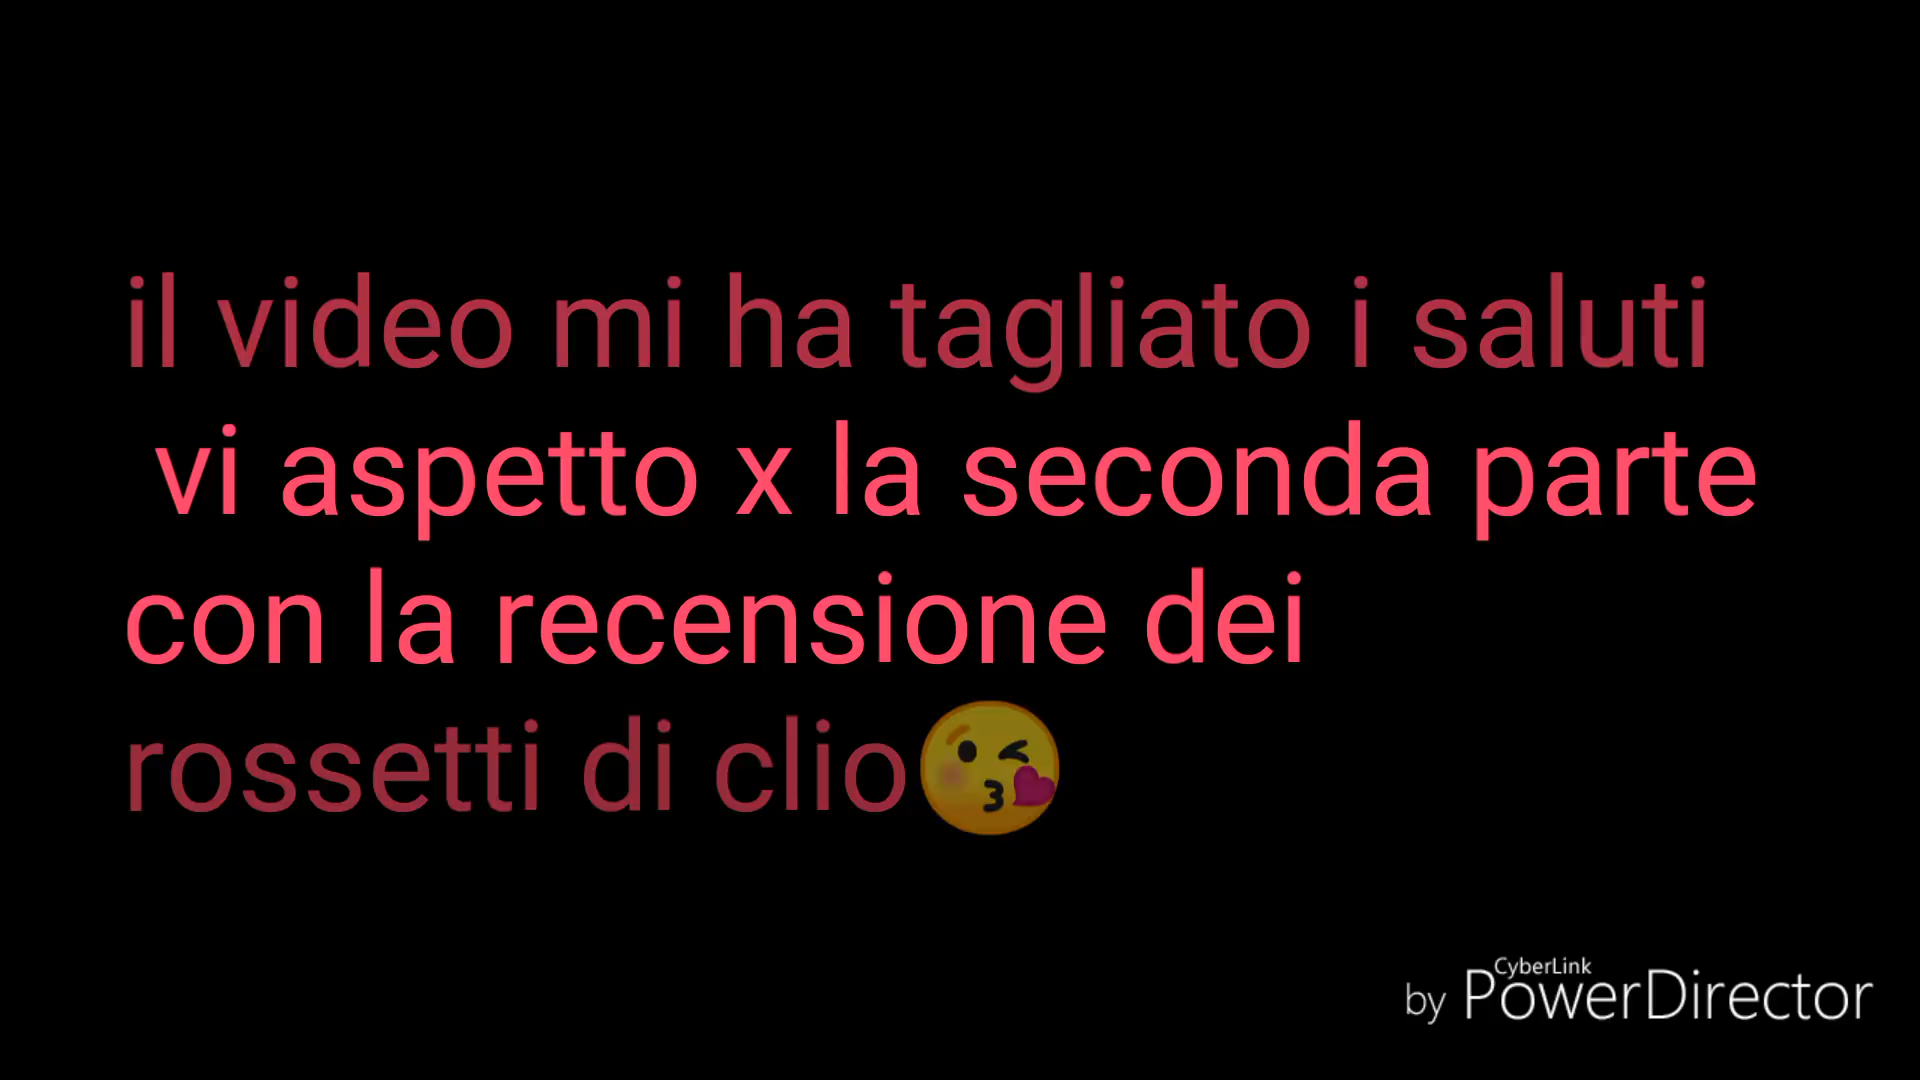 il video mi ha tagliato i saluti
vi aspetto x la seconda parte
con la recensione dei
rossetti di clio😘
by CyberLink PowerDirector